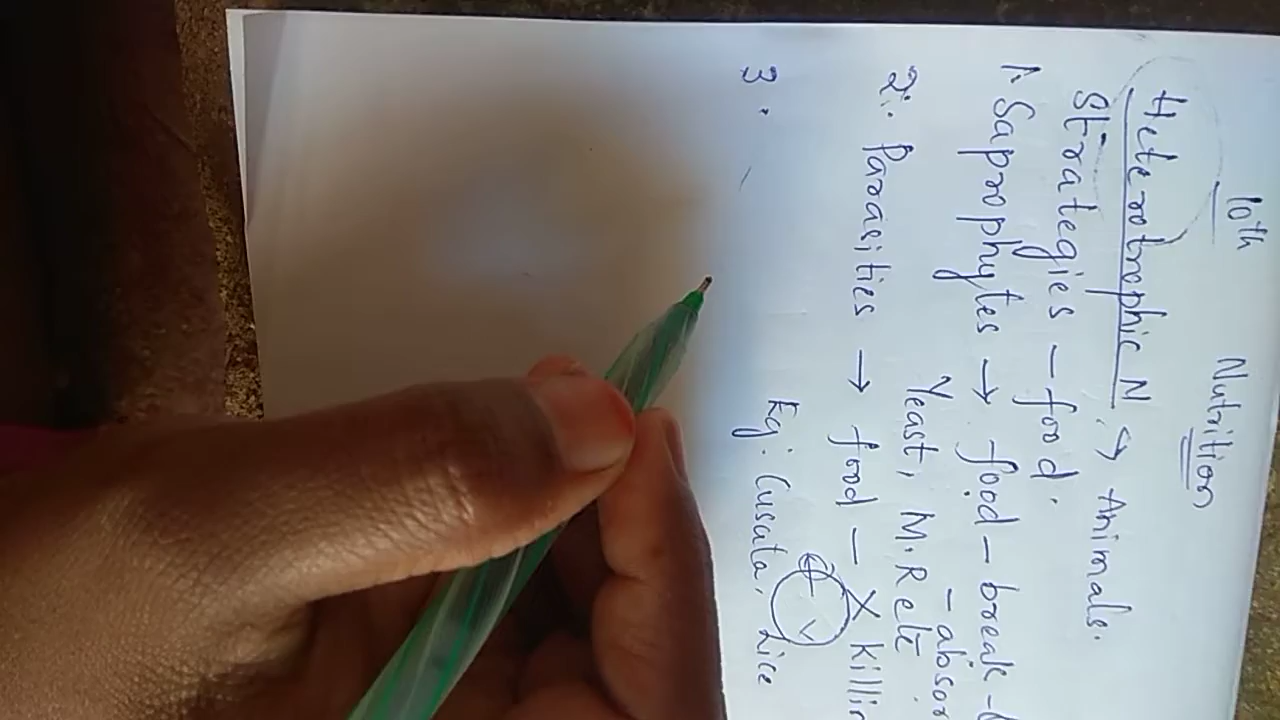 10th Nutrition
Heterotrophic N. → Animals.
Strategies - food.
1. Saprophytes → food - break -
- absor
Yeast, M.R etc
2. Parasities → food - X killin
Eg: Cusata, Lice
3.